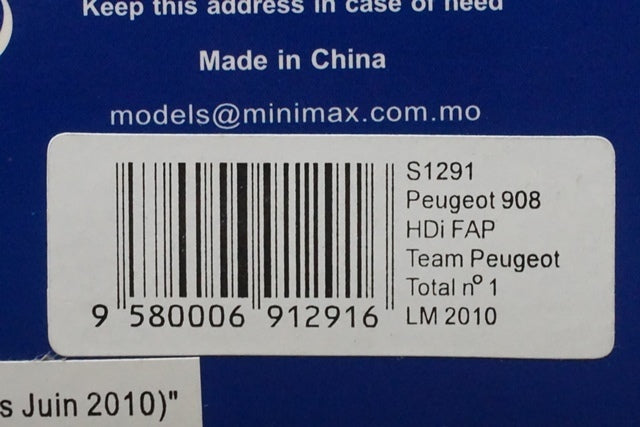 Keep this address in case of need
Made in China
models@minimax.com.mo
S1291
Peugeot 908
HDi FAP
Team Peugeot
Total nº 1
LM 2010
9 580006 912916
s Juin 2010)"